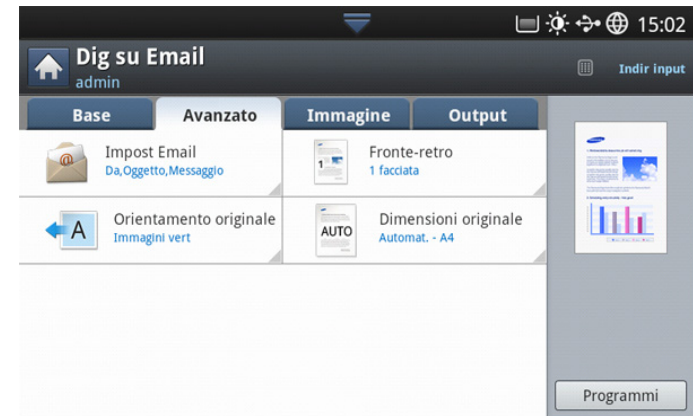 15:02
Dig su Email
admin
Indir input
Base
Avanzato
Immagine
Output
Impost Email
Da,Oggetto,Messaggio
Fronte-retro
1 facciata
1
Orientamento originale
Immagini vert
A
Dimensioni originale
Automat. - A4
AUTO
Programmi